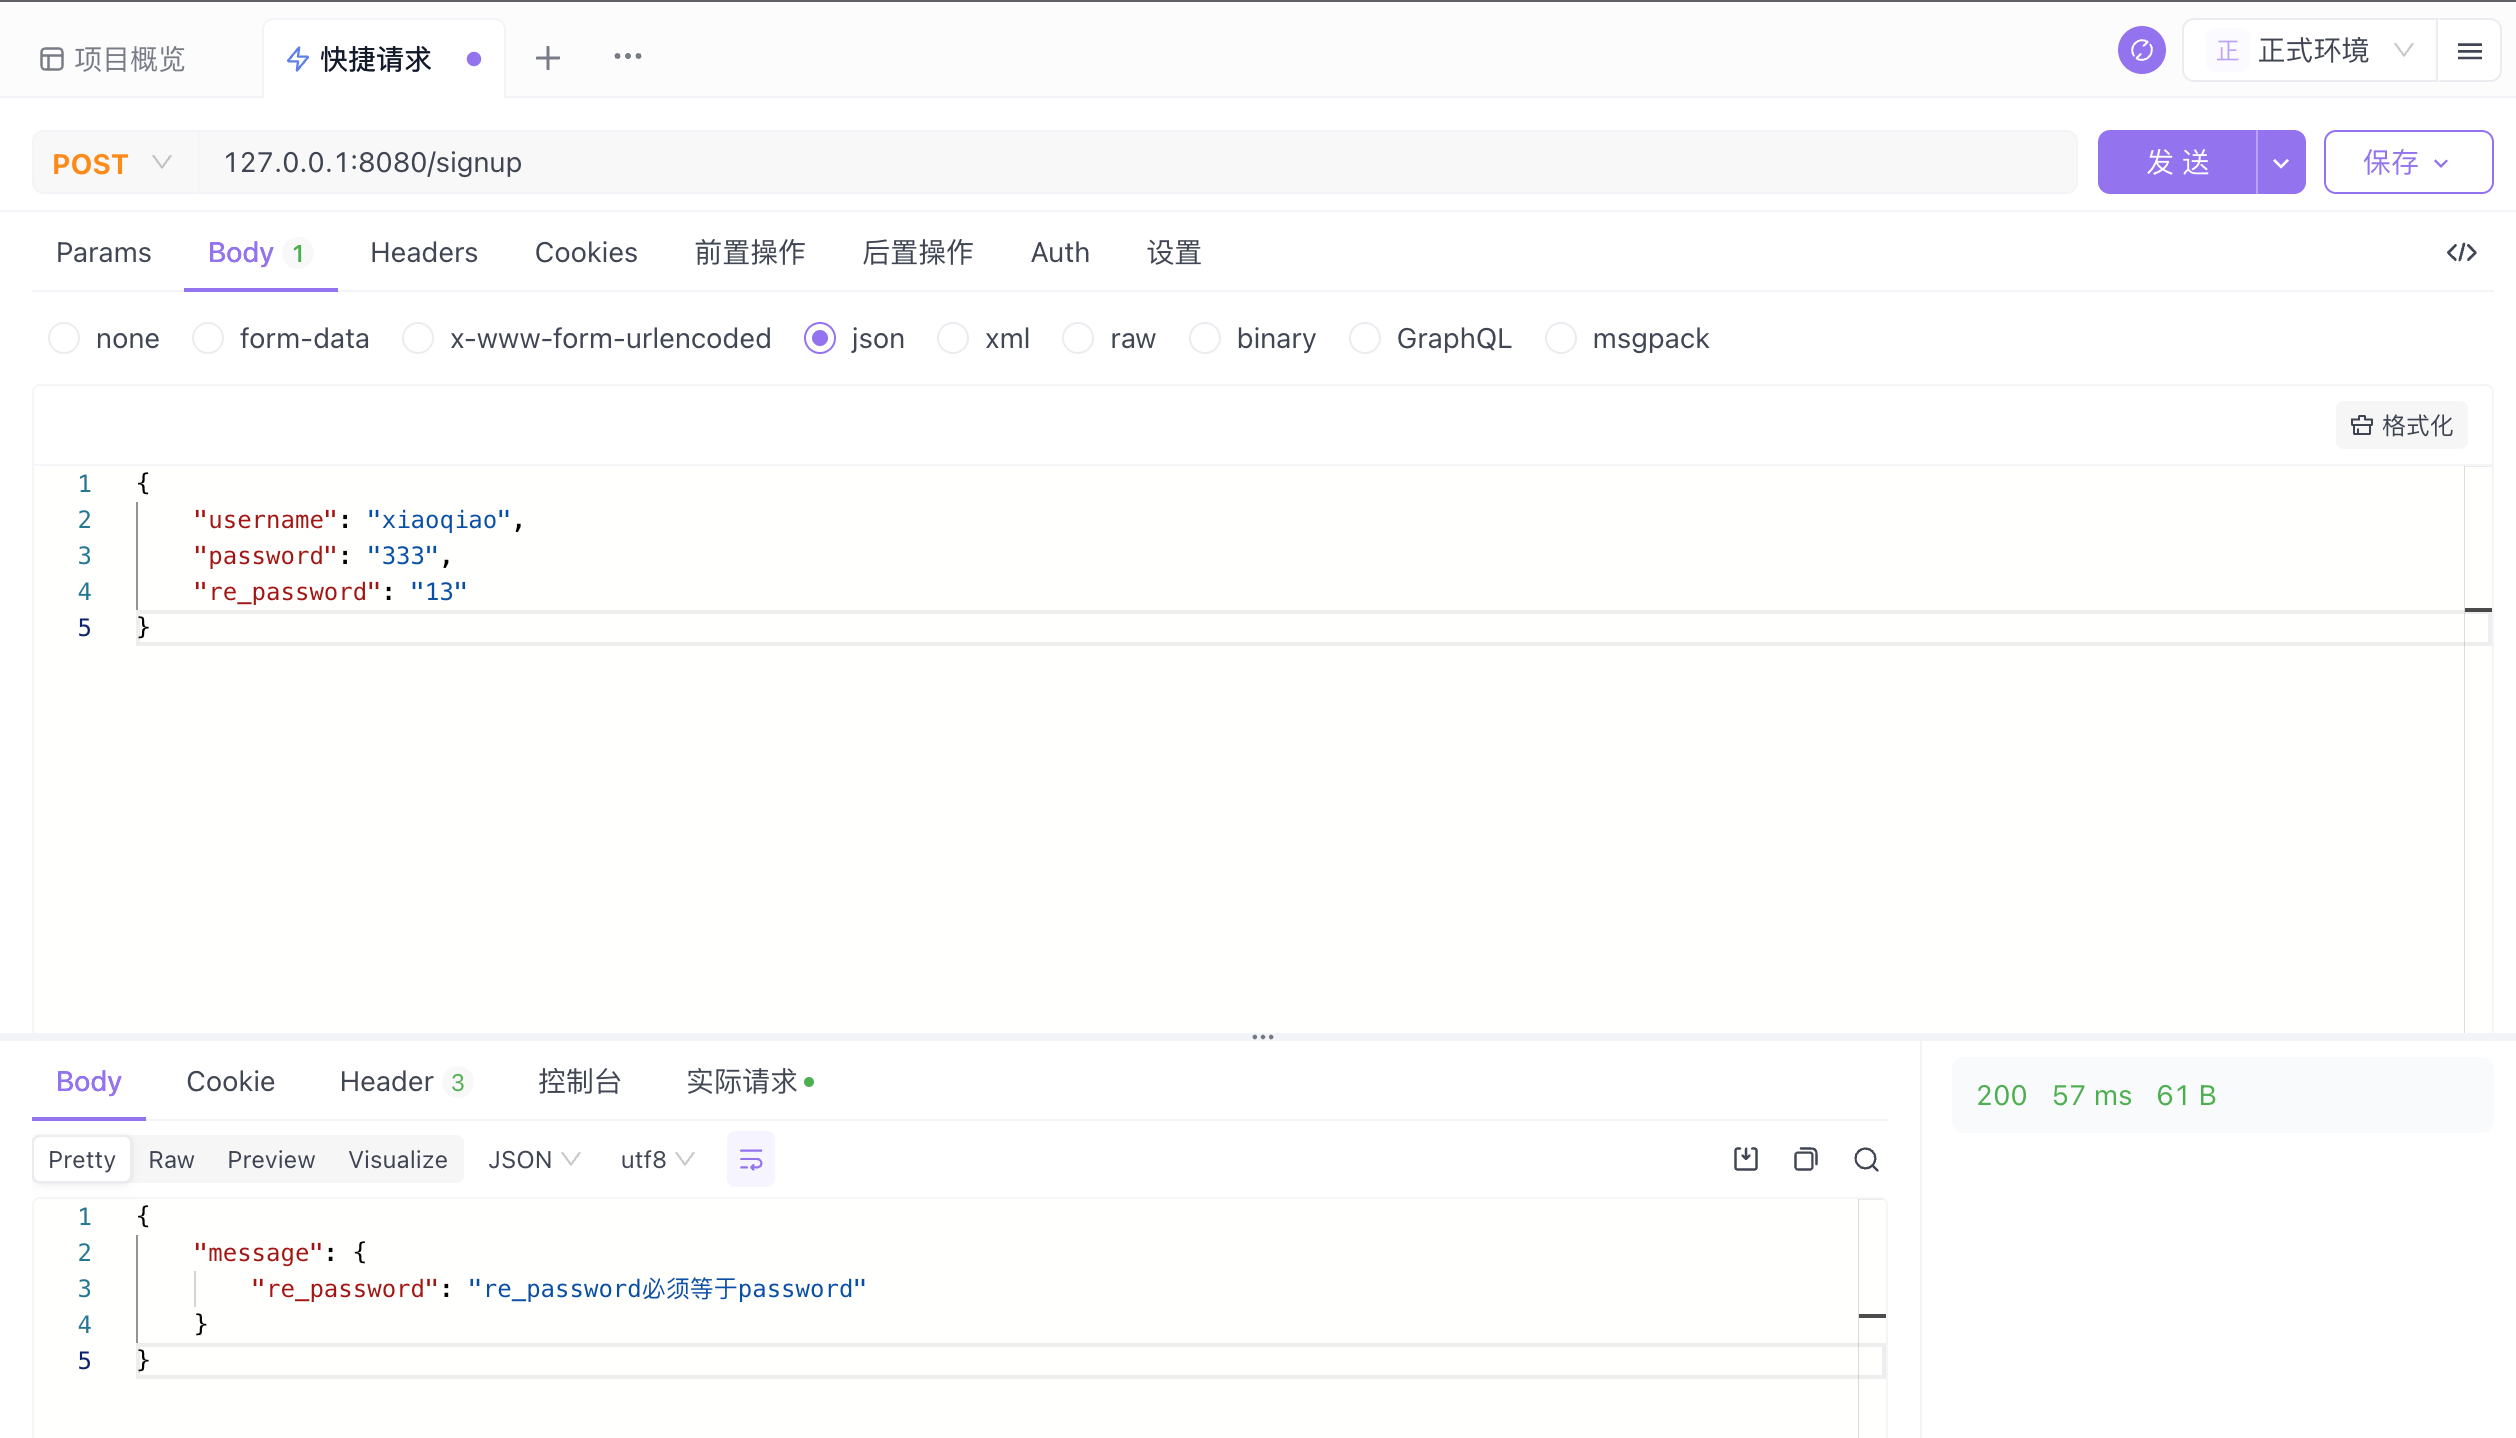 项目概览 快捷请求 正 正式环境
POST 127.0.0.1:8080/signup 发 送 保存
Params Body 1 Headers Cookies 前置操作 后置操作 Auth 设置 </>
none form-data x-www-form-urlencoded json xml raw binary GraphQL msgpack
格式化
1 {
2 "username": "xiaoqiao",
3 "password": "333",
4 "re_password": "13"
5 }
Body Cookie Header 3 控制台 实际请求
200 57 ms 61 B
Pretty Raw Preview Visualize JSON utf8
1 {
2 "message": {
3 "re_password": "re_password必须等于password"
4 }
5 }